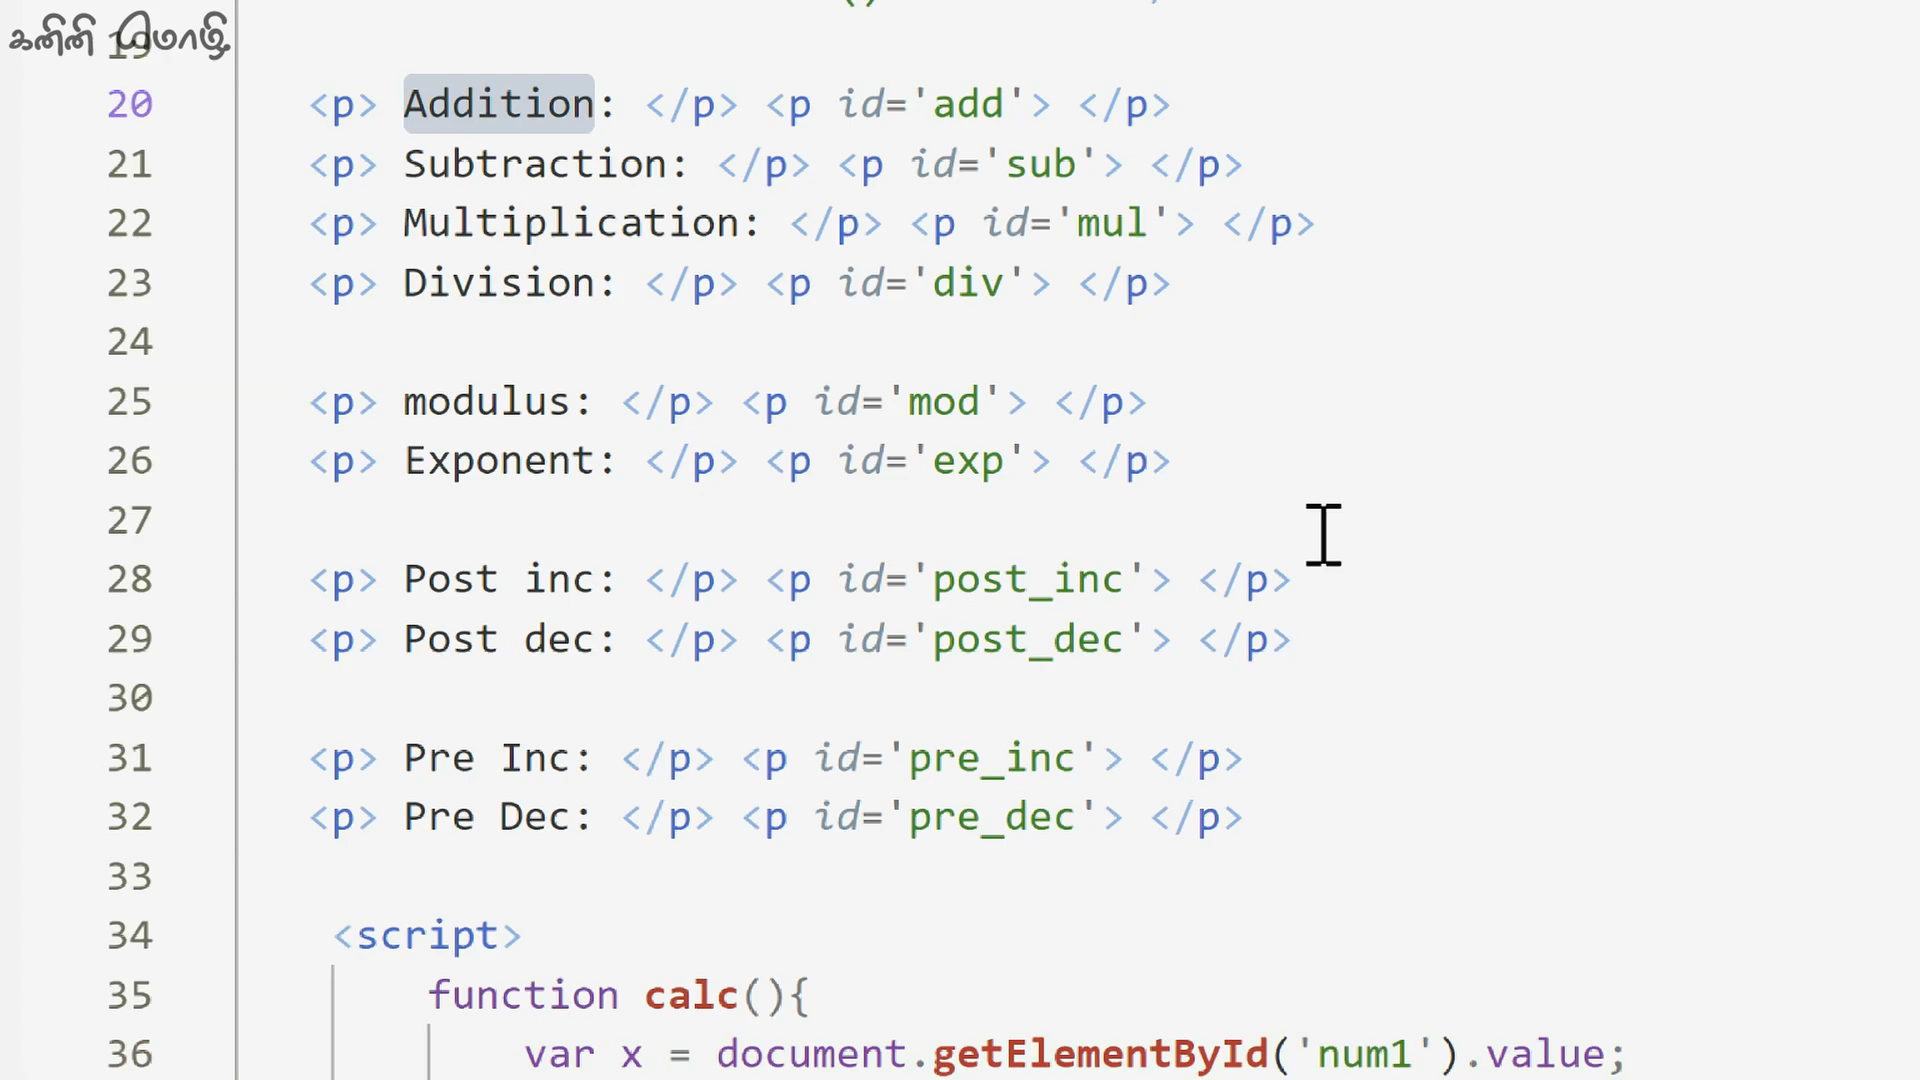 கனினி மொழி
19
20 <p> Addition: </p> <p id='add'> </p>
21 <p> Subtraction: </p> <p id='sub'> </p>
22 <p> Multiplication: </p> <p id='mul'> </p>
23 <p> Division: </p> <p id='div'> </p>
24
25 <p> modulus: </p> <p id='mod'> </p>
26 <p> Exponent: </p> <p id='exp'> </p>
27
28 <p> Post inc: </p> <p id='post_inc'> </p>
29 <p> Post dec: </p> <p id='post_dec'> </p>
30
31 <p> Pre Inc: </p> <p id='pre_inc'> </p>
32 <p> Pre Dec: </p> <p id='pre_dec'> </p>
33
34 <script>
35 function calc(){
36 var x = document.getElementById('num1').value;